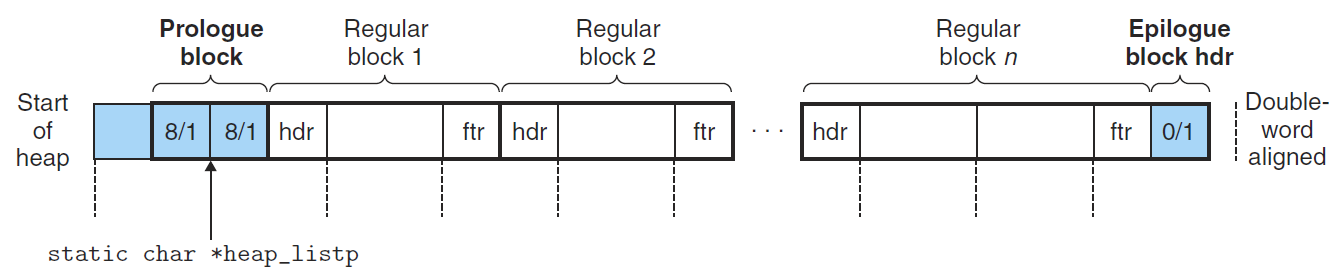 Prologue
block
Regular
block 1
Regular
block 2
Regular
block n
Epilogue
block hdr
Start
of
heap
8/1 8/1 hdr ftr hdr ftr · · · hdr ftr 0/1
Double-
word
aligned
static char *heap_listp